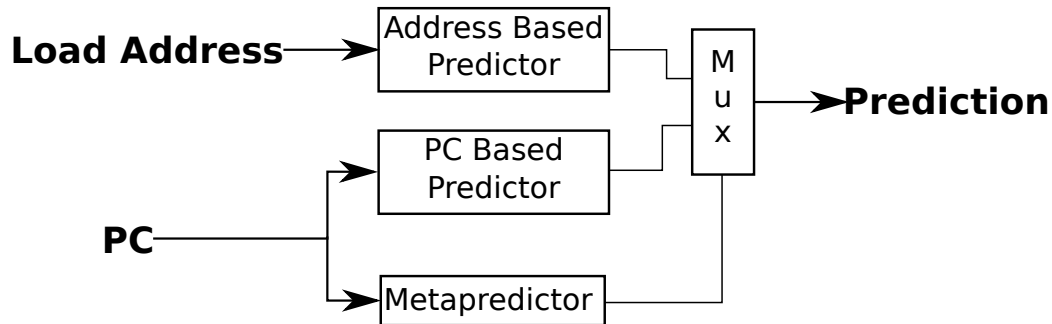 Load Address
Address Based
Predictor
M
u
x
Prediction
PC Based
Predictor
PC
Metapredictor